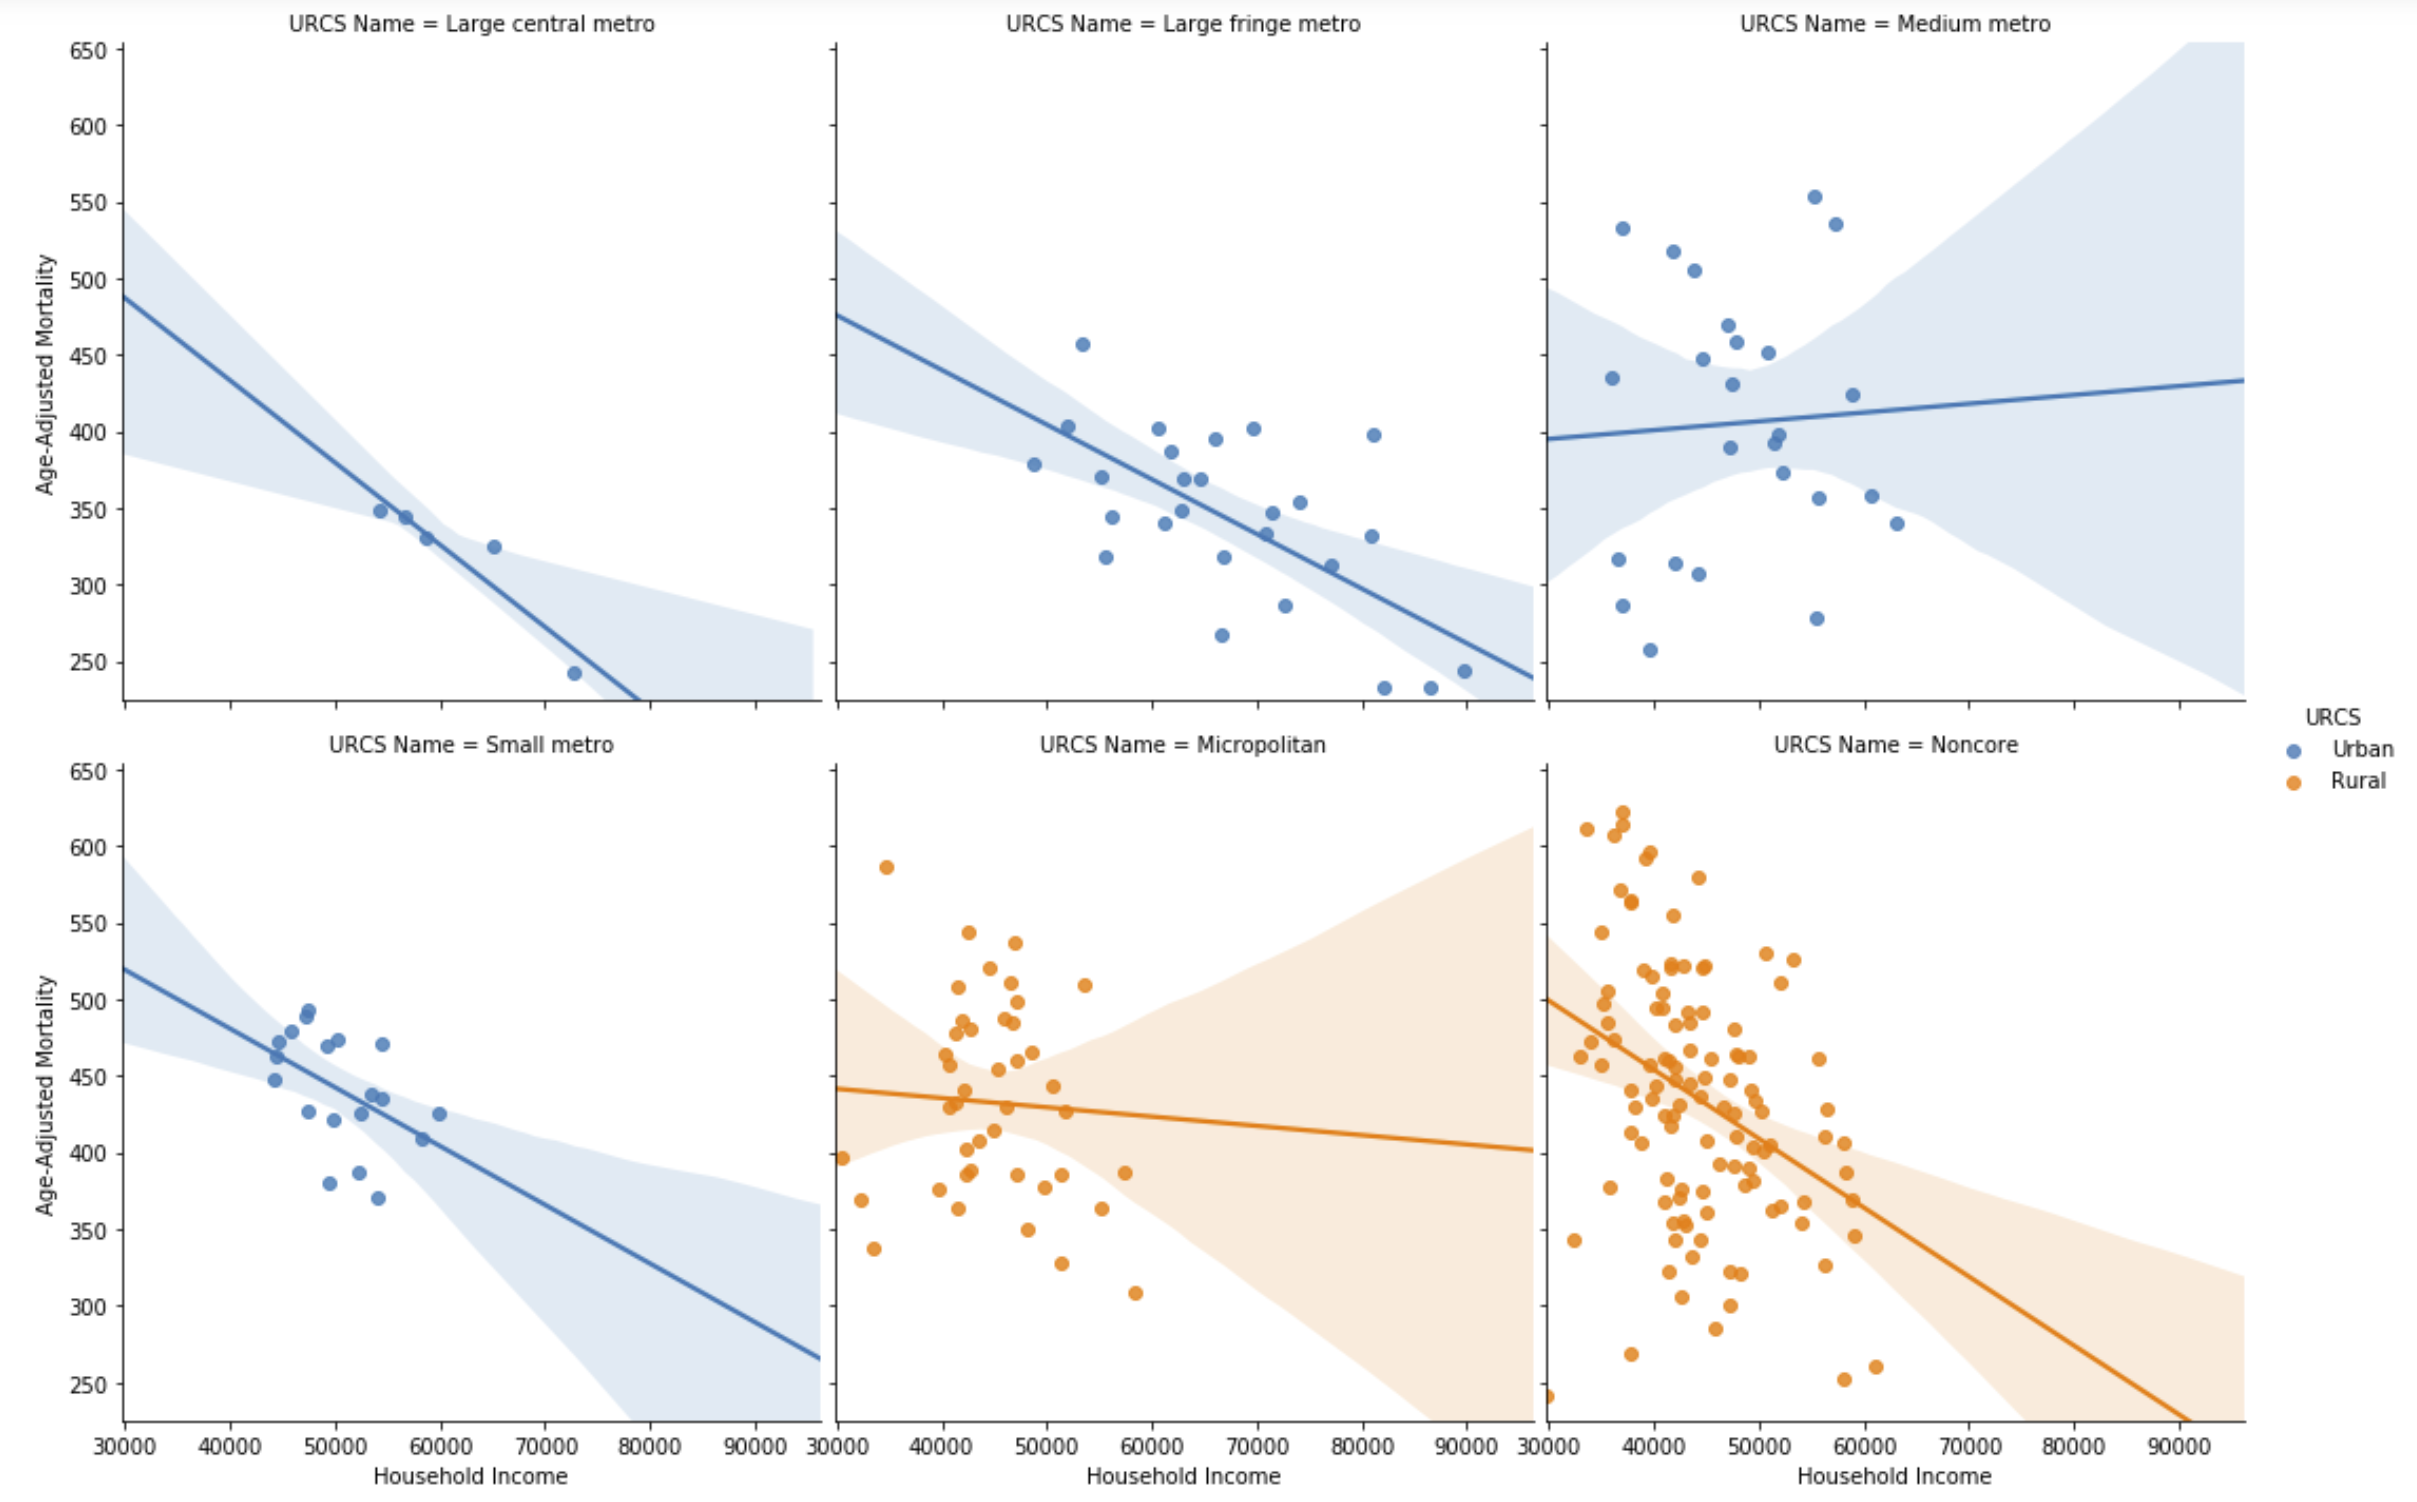 URCS Name = Large central metro
URCS Name = Large fringe metro
URCS Name = Medium metro
650
600
550
500
450
400
350
300
250
Age-Adjusted Mortality
URCS
Urban
Rural
URCS Name = Small metro
URCS Name = Micropolitan
URCS Name = Noncore
650
600
550
500
450
400
350
300
250
Age-Adjusted Mortality
30000 40000 50000 60000 70000 80000 90000
30000 40000 50000 60000 70000 80000 90000
30000 40000 50000 60000 70000 80000 90000
Household Income
Household Income
Household Income